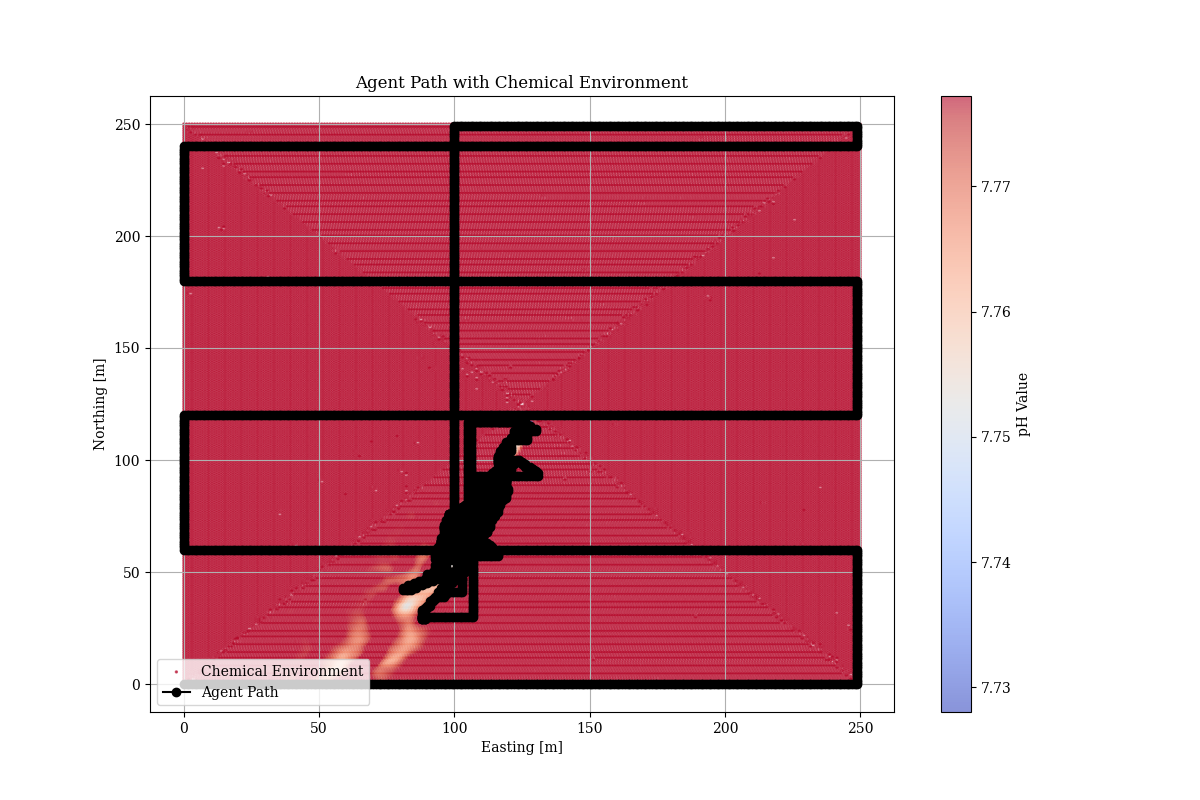 Agent Path with Chemical Environment
250
200
150
100
50
0
Northing [m]
0
50
100
150
200
250
Easting [m]
Chemical Environment
Agent Path
7.77
7.76
7.75
7.74
7.73
pH Value